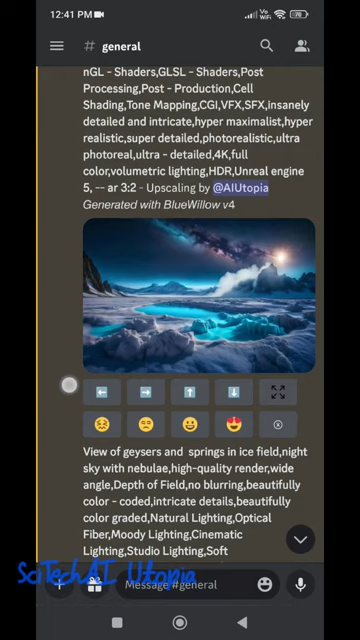 12:41 PM
Vo WiFi
70
# general
nGL - Shaders,GLSL - Shaders,Post
Processing,Post - Production,Cell
Shading,Tone Mapping,CGI,VFX,SFX,insanely
detailed and intricate,hyper maximalist,hyper
realistic,super detailed,photorealistic,ultra
photoreal,ultra - detailed,4K,full
color,volumetric lighting,HDR,Unreal engine
5, -- ar 3:2 - Upscaling by @AIUtopia
Generated with BlueWillow v4
View of geysers and springs in ice field,night
sky with nebulae,high-quality render,wide
angle,Depth of Field,no blurring,beautifully
color - coded,intricate details,beautifully
color graded,Natural Lighting,Optical
Fiber,Moody Lighting,Cinematic
Lighting,Studio Lighting,Soft
SciTechAI Utopia
Message #general